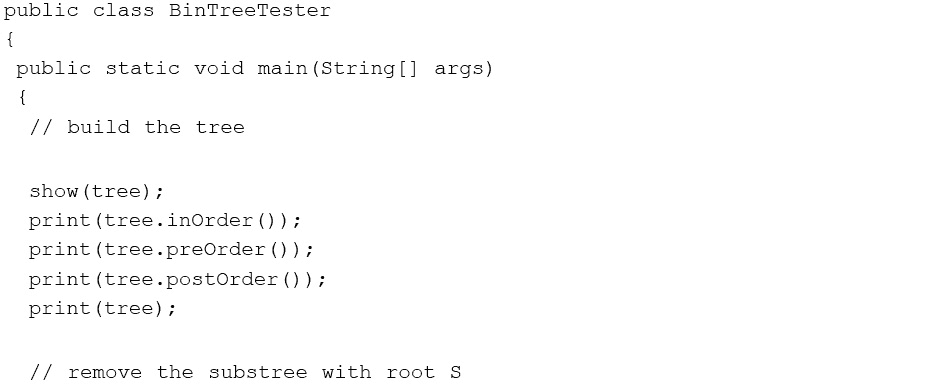 public class BinTreeTester
{
public static void main(String[] args)
{
// build the tree
show(tree);
print(tree.inOrder());
print(tree.preOrder());
print(tree.postOrder());
print(tree);
// remove the substree with root S